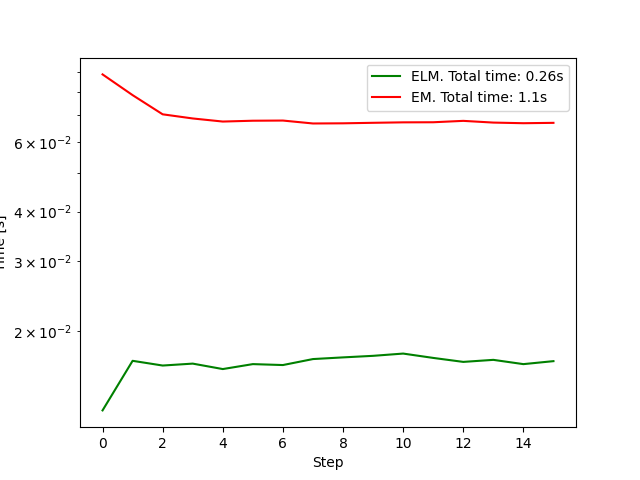 ELM. Total time: 0.26s
EM. Total time: 1.1s
6 × 10⁻²
4 × 10⁻²
3 × 10⁻²
2 × 10⁻²
[s]
0 2 4 6 8 10 12 14
Step